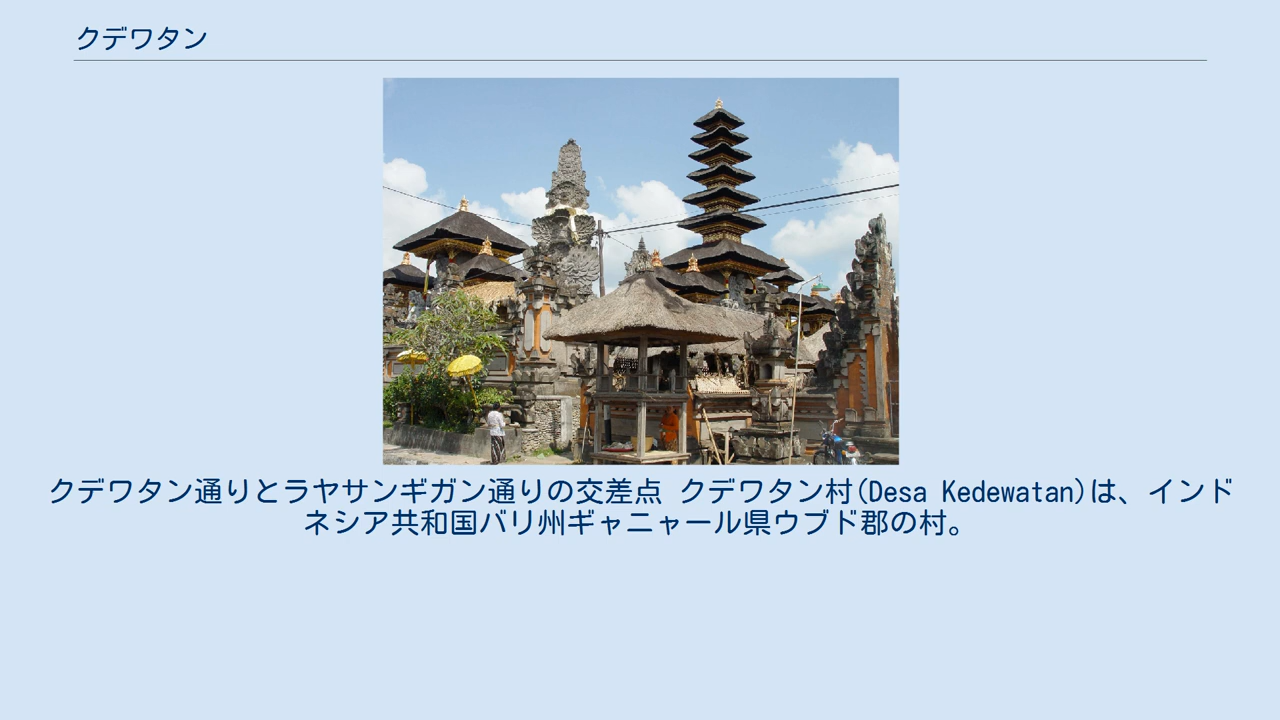 クデワタン
クデワタン通りとラヤサンギガン通りの交差点 クデワタン村(Desa Kedewatan)は、インド
ネシア共和国バリ州ギャニャール県ウブド郡の村。